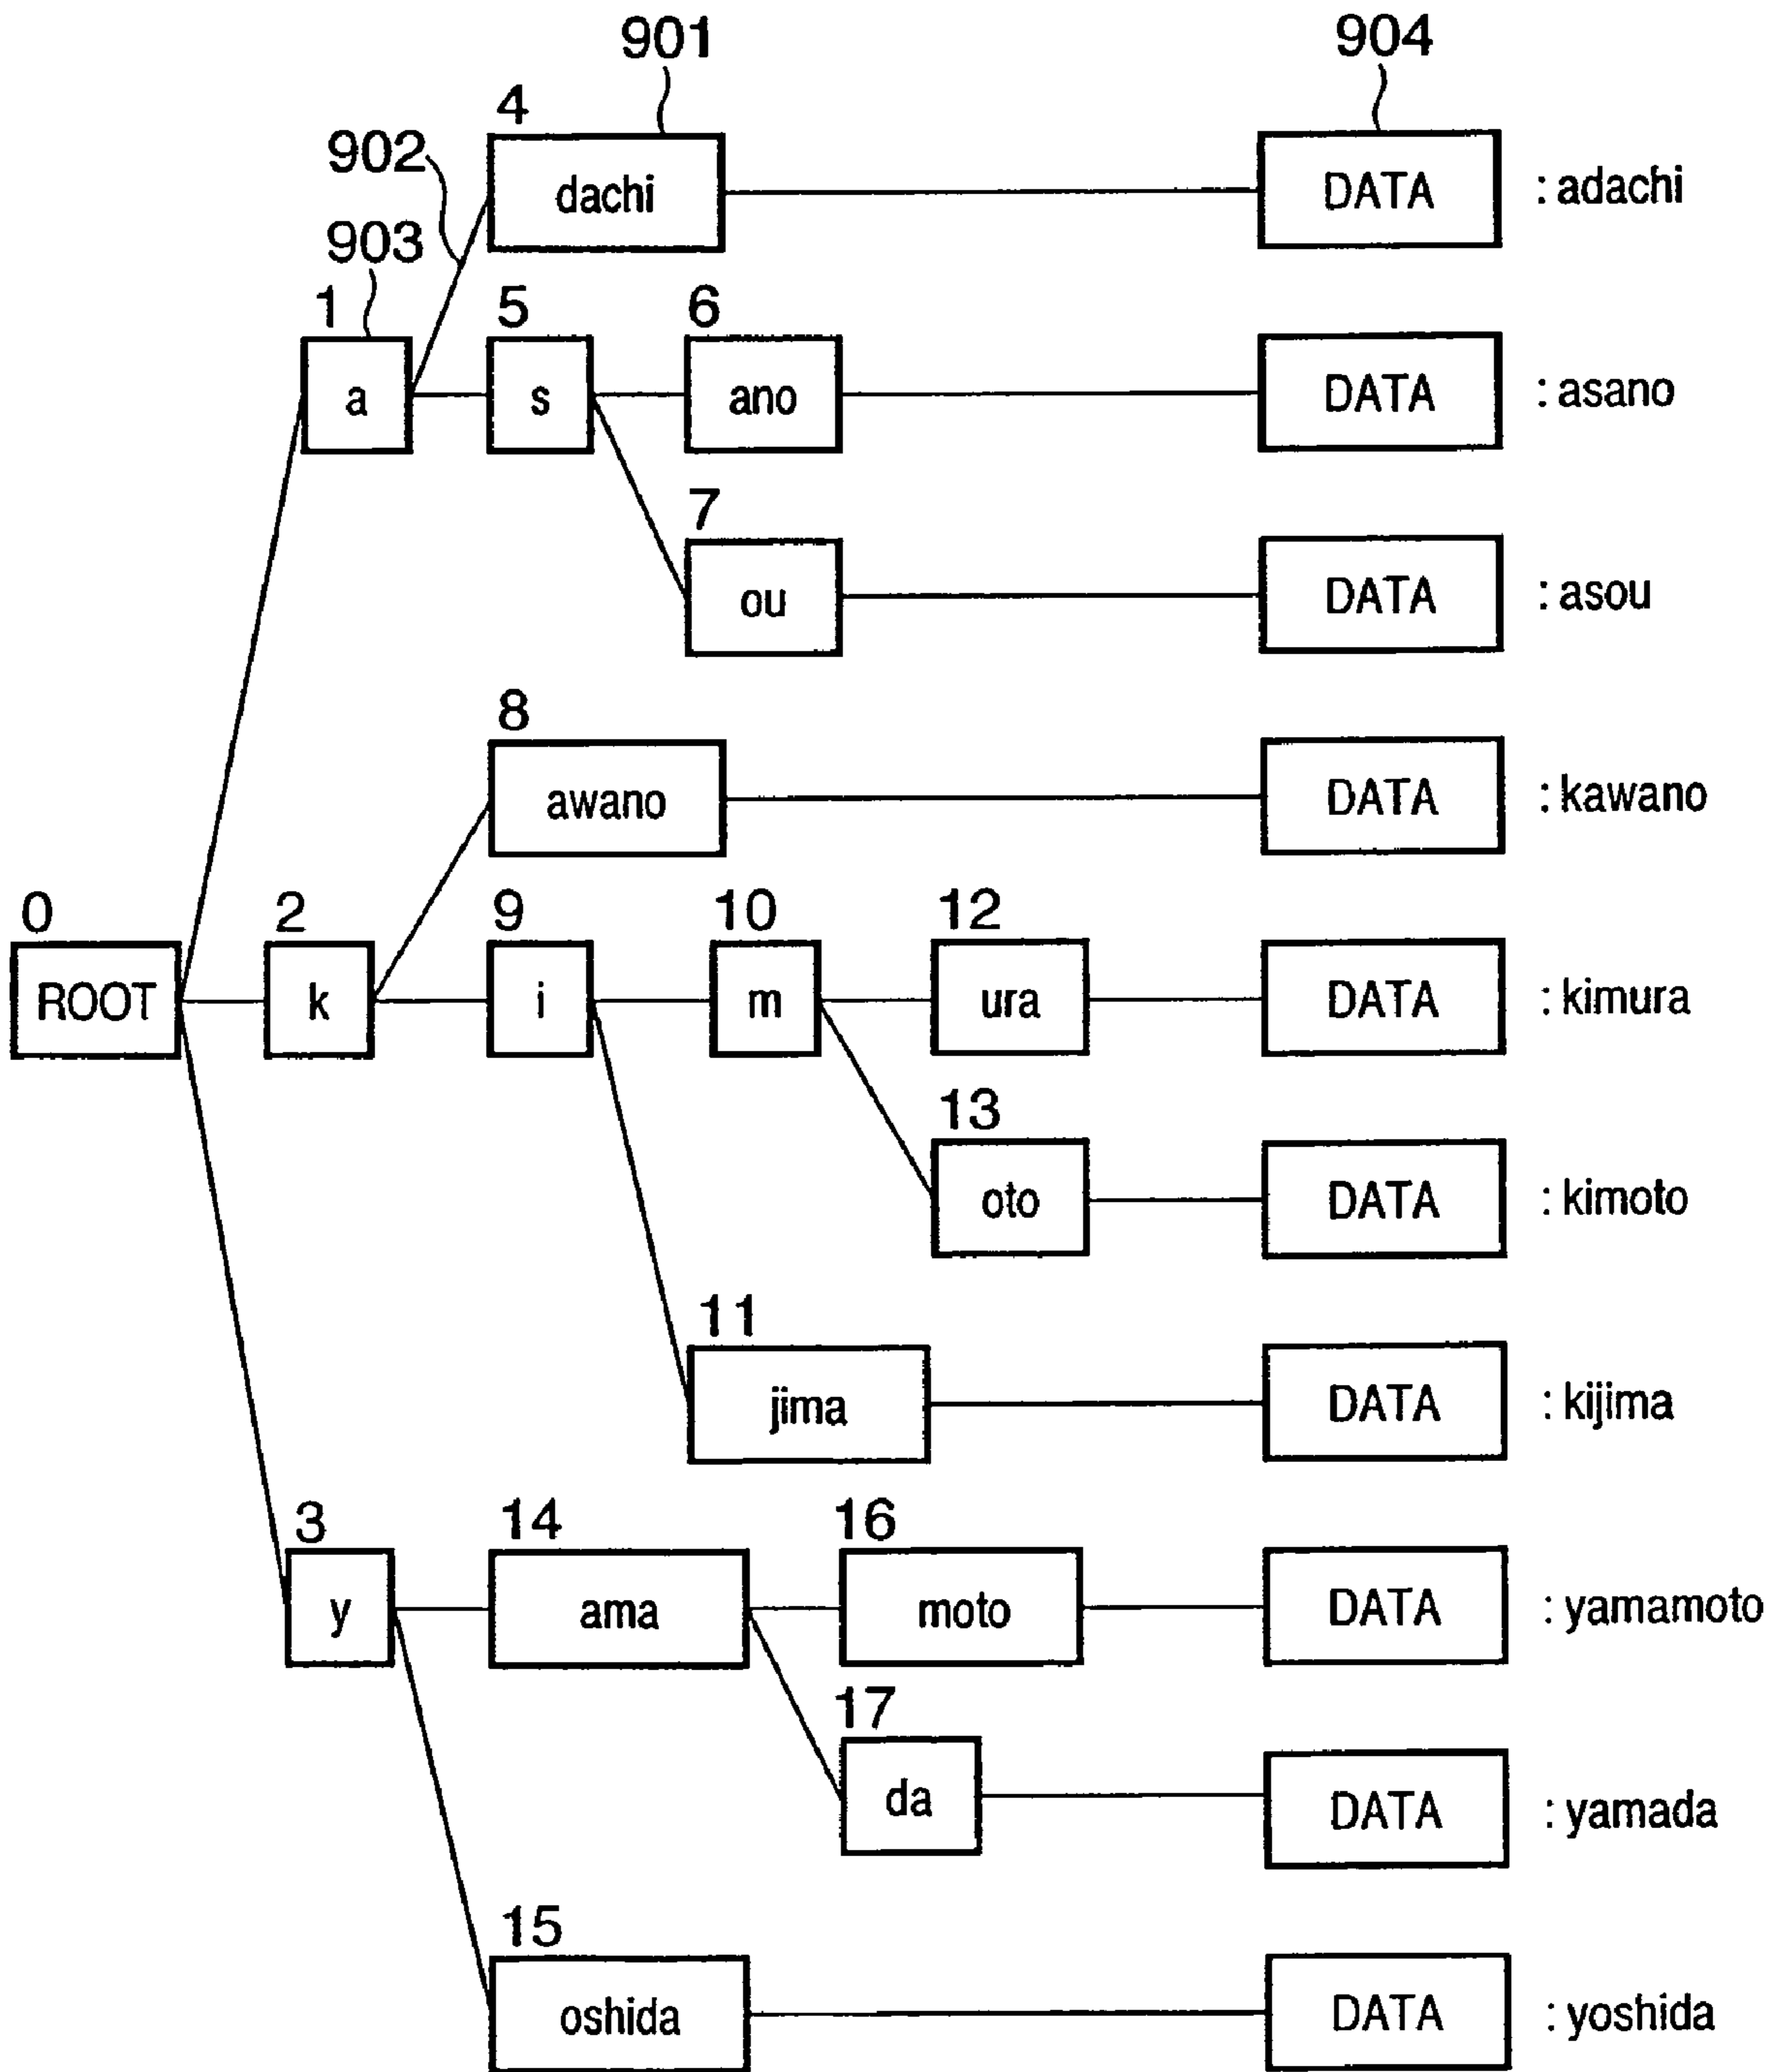 901 904
4
902 dachi DATA : adachi
903
1 5 6
a s ano DATA : asano
7
ou DATA : asou
8
awano DATA : kawano
0 2 9 10 12
ROOT k i m ura DATA : kimura
13
oto DATA : kimoto
11
jima DATA : kijima
3 14 16
y ama moto DATA : yamamoto
17
da DATA : yamada
15
oshida DATA : yoshida